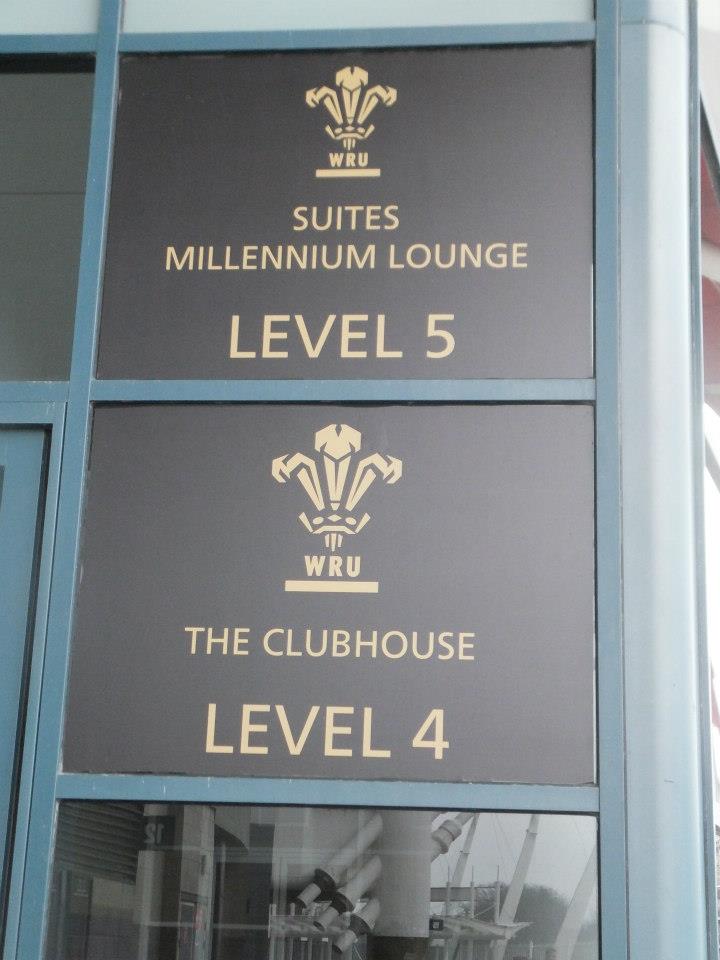 WRU
SUITES
MILLENNIUM LOUNGE
LEVEL 5
WRU
THE CLUBHOUSE
LEVEL 4